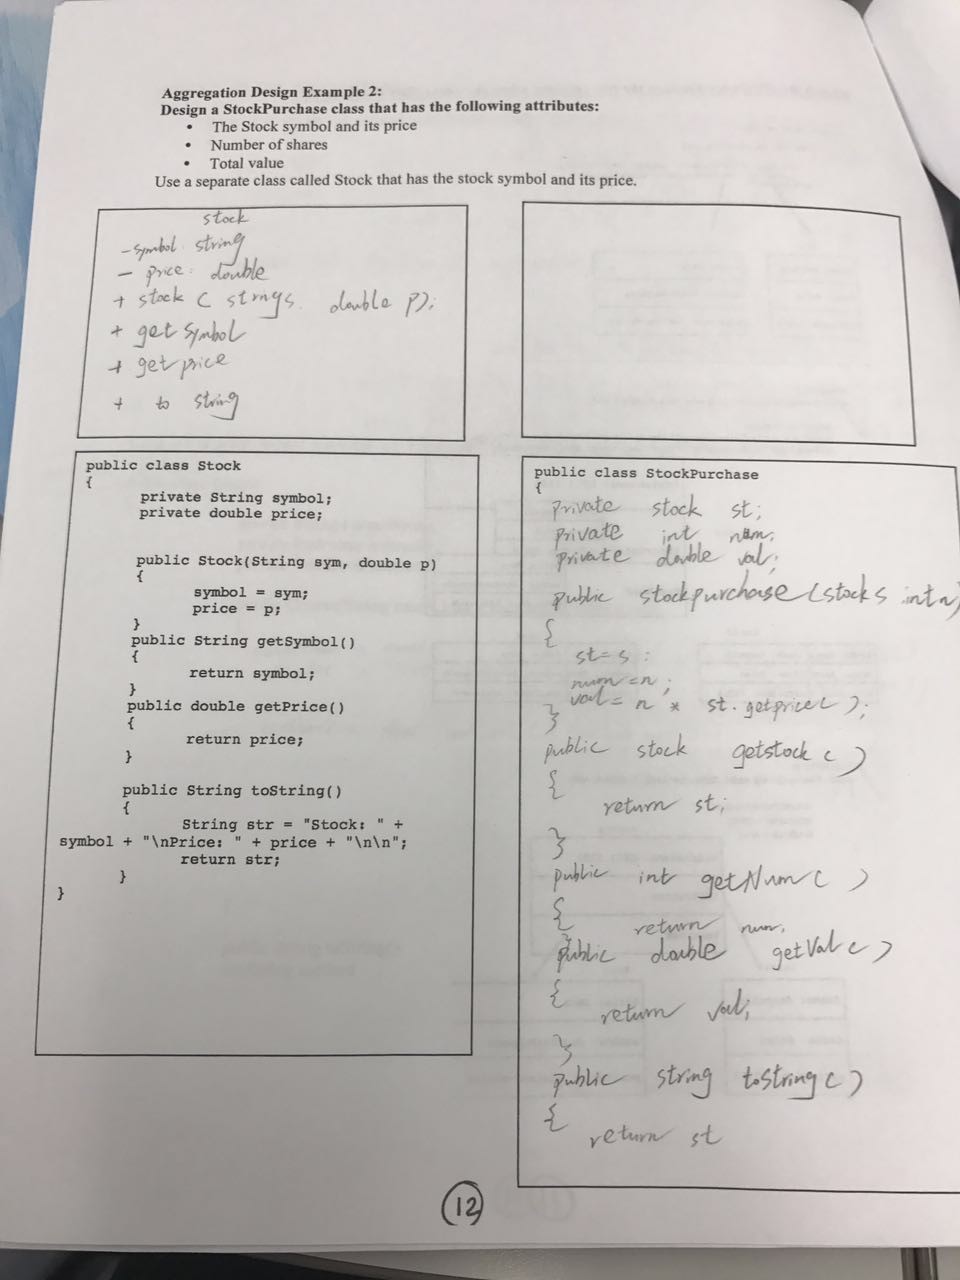 Aggregation Design Example 2:
Design a StockPurchase class that has the following attributes:
• The Stock symbol and its price
• Number of shares
• Total value
Use a separate class called Stock that has the stock symbol and its price.
stock
- symbol: string
- price: double
+ stock ( string s, double p);
+ get symbol
+ get price
+ to string
public class Stock
{
private String symbol;
private double price;
public Stock(String sym, double p)
{
symbol = sym;
price = p;
}
public String getSymbol()
{
return symbol;
}
public double getPrice()
{
return price;
}
public String toString()
{
String str = "Stock: " +
symbol + "\nPrice: " + price + "\n\n";
return str;
}
}
public class StockPurchase
{
private stock st;
private int num;
private double val;
public stockpurchase (stock s int n)
{
st = s;
num = n;
val = n * st.getprice( );
}
public stock getstock ( )
{
return st;
}
public int getNum ( )
{
return num;
}
public double getVal ( )
{
return val;
}
public string toString ( )
{
return st
12